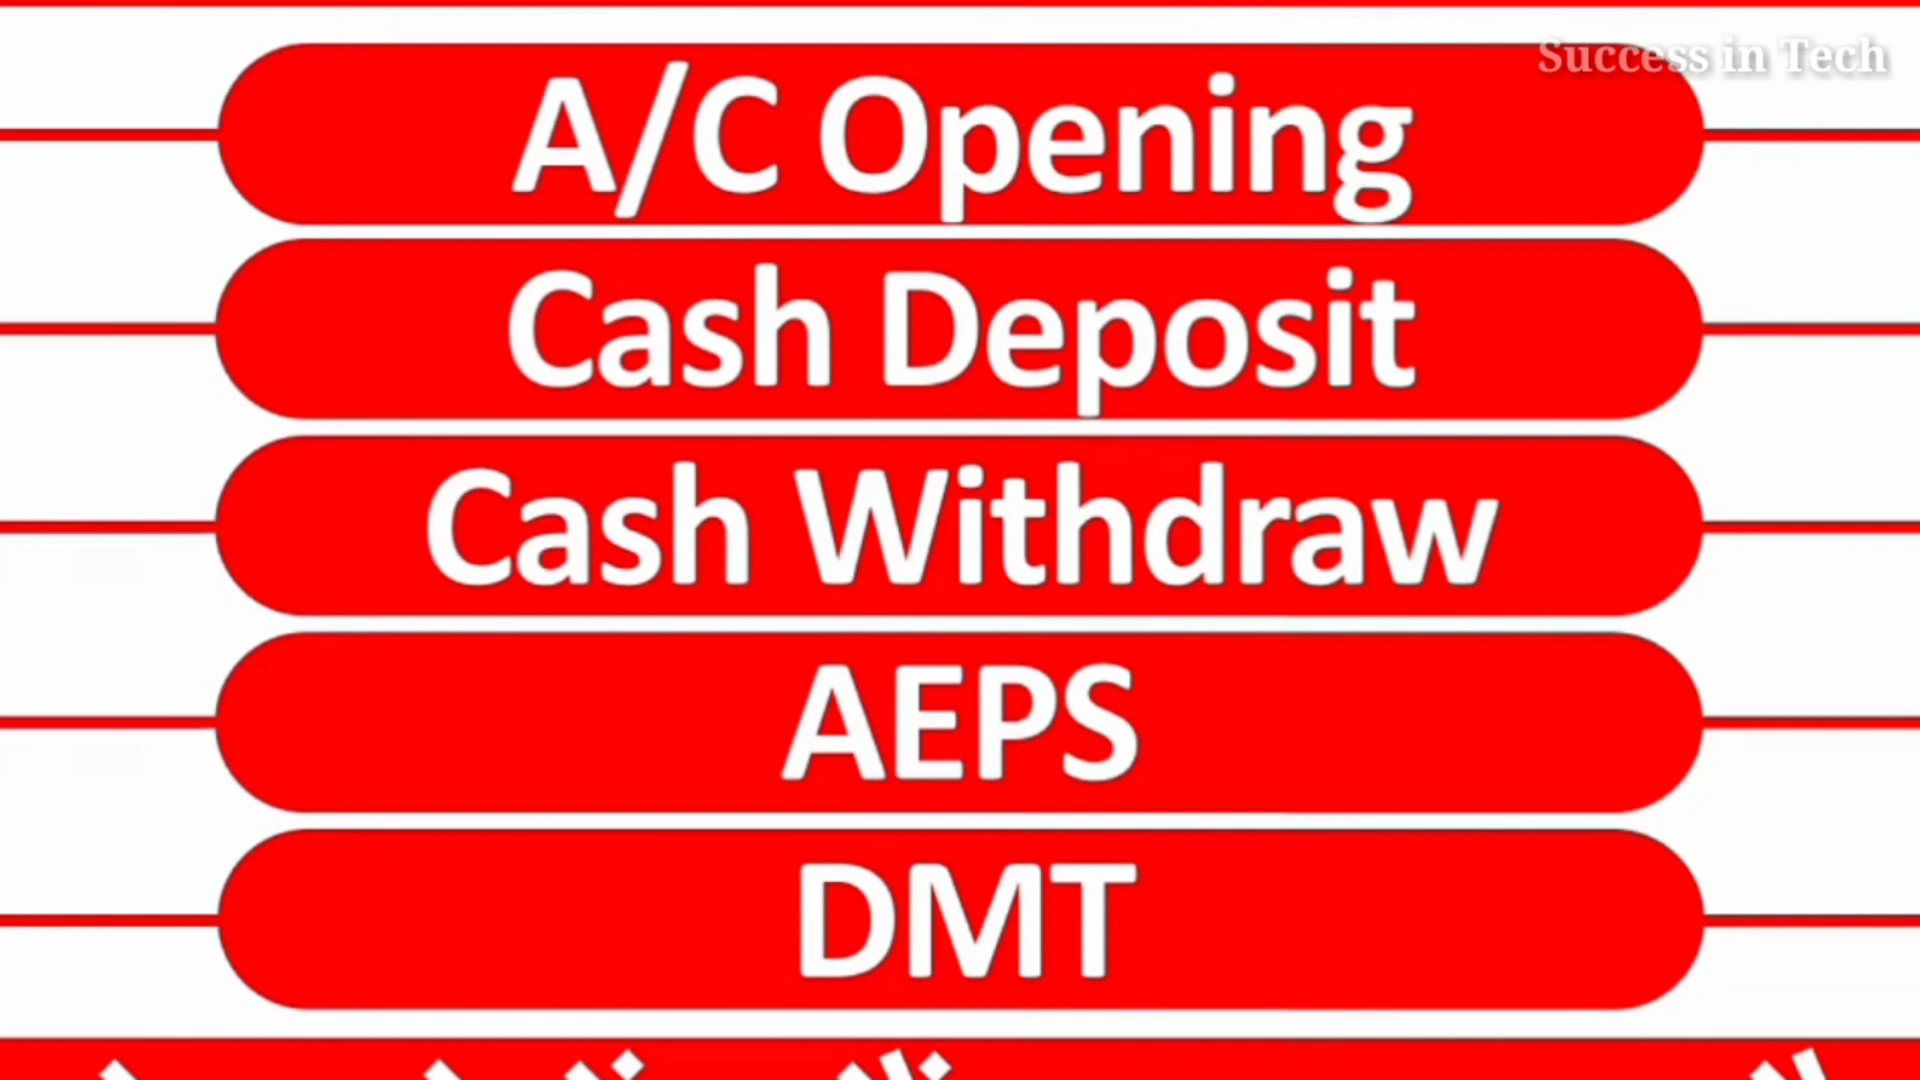 Success in Tech
A/C Opening
Cash Deposit
Cash Withdraw
AEPS
DMT